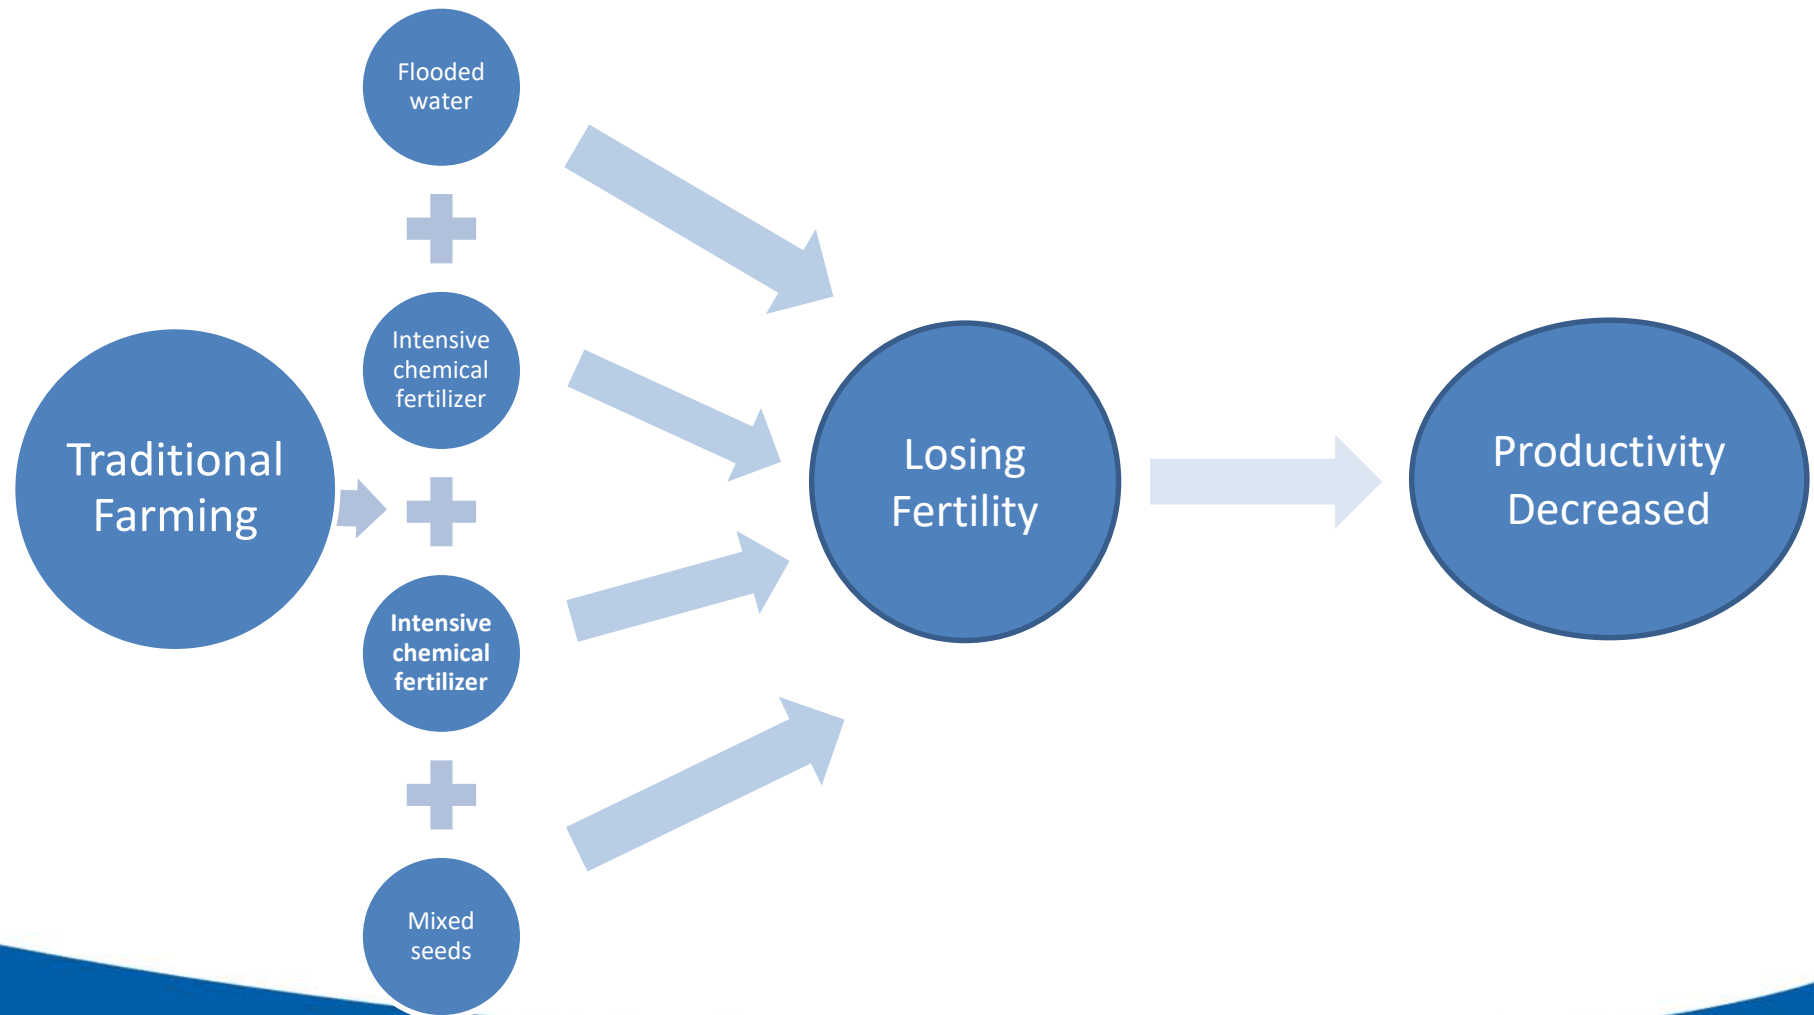 Flooded
water
Intensive
chemical
fertilizer
Traditional
Farming
Intensive
chemical
fertilizer
Mixed
seeds
Losing
Fertility
Productivity
Decreased